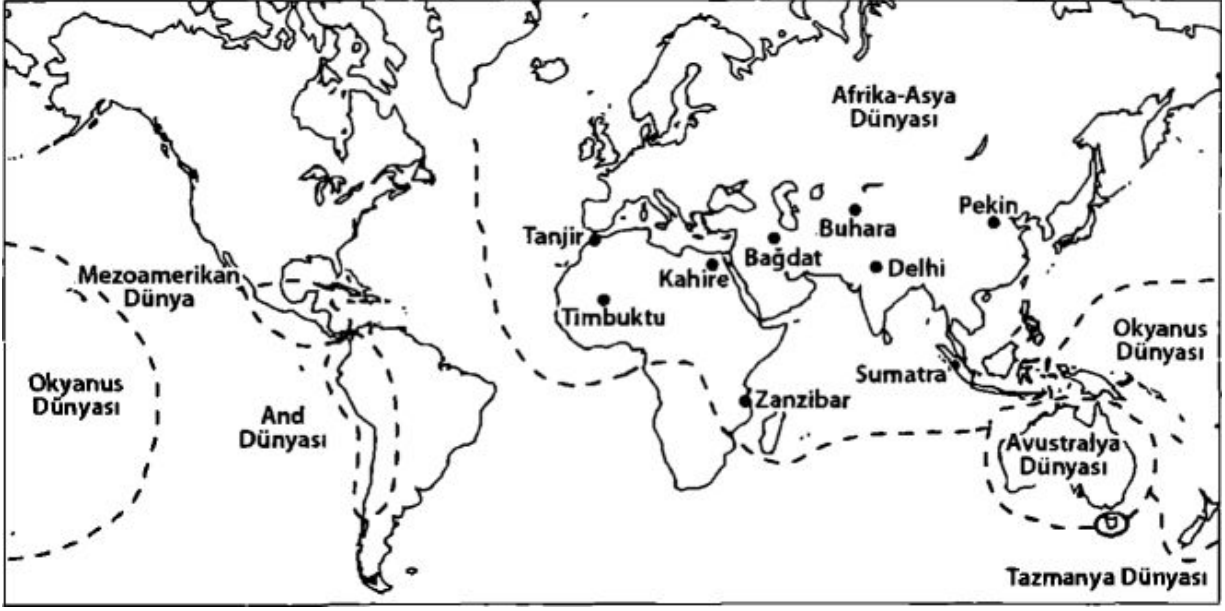 Afrika-Asya
Dünyası
Pekin
Buhara
Tanjir
Bağdat
Delhi
Kahire
Mezoamerikan
Dünya
Timbuktu
Okyanus
Dünyası
Sumatra
Okyanus
Dünyası
Zanzibar
And
Dünyası
Avustralya
Dünyası
Tazmanya Dünyası